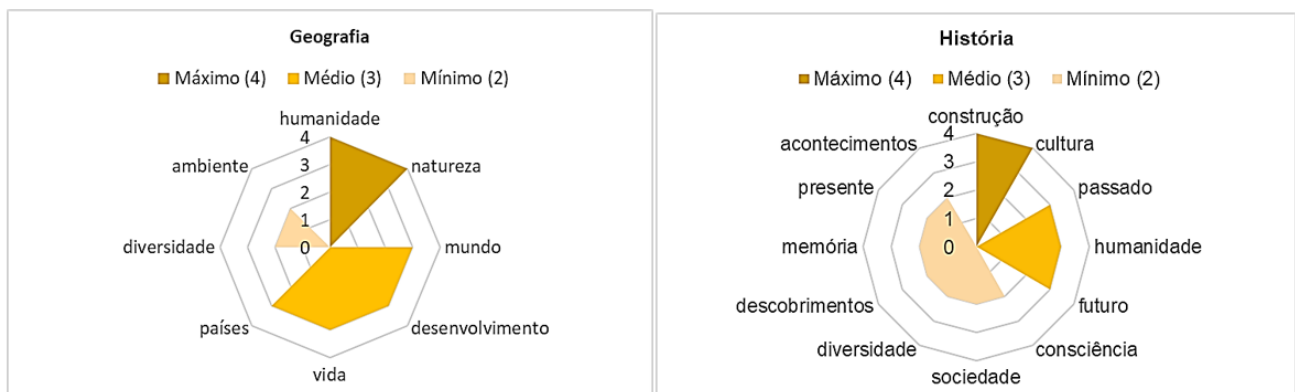 Geografia
Máximo (4) Médio (3) Mínimo (2)
humanidade
4
ambiente
natureza
3
2
1
diversidade
0
mundo
países
desenvolvimento
vida
História
Máximo (4) Médio (3) Mínimo (2)
construção
4
acontecimentos
cultura
3
presente
passado
2
1
memória
0
humanidade
descobrimentos
futuro
diversidade
consciência
sociedade